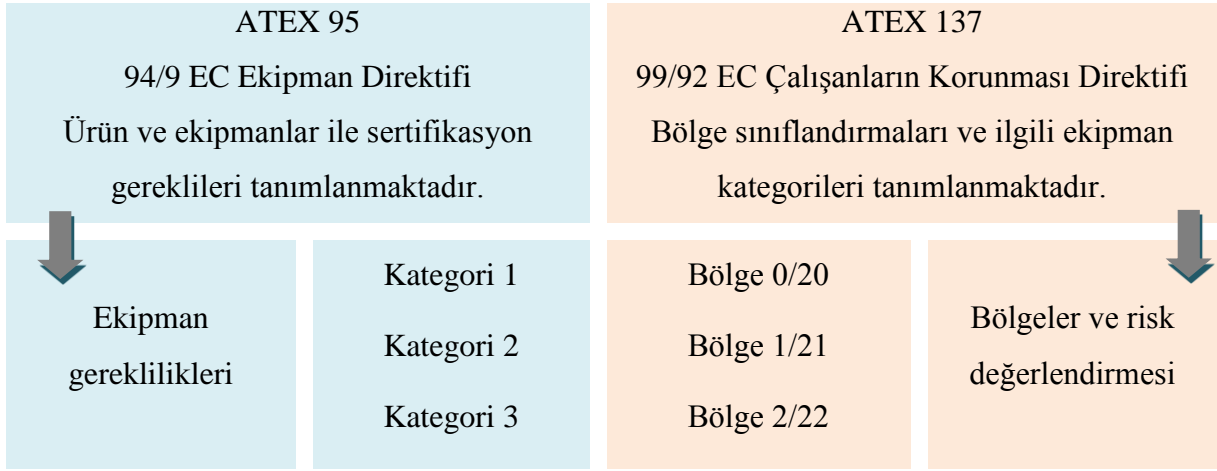 ATEX 95
94/9 EC Ekipman Direktifi
Ürün ve ekipmanlar ile sertifikasyon
gereklileri tanımlanmaktadır.
ATEX 137
99/92 EC Çalışanların Korunması Direktifi
Bölge sınıflandırmaları ve ilgili ekipman
kategorileri tanımlanmaktadır.
Ekipman
gereklilikleri
Kategori 1
Kategori 2
Kategori 3
Bölge 0/20
Bölge 1/21
Bölge 2/22
Bölgeler ve risk
değerlendirmesi